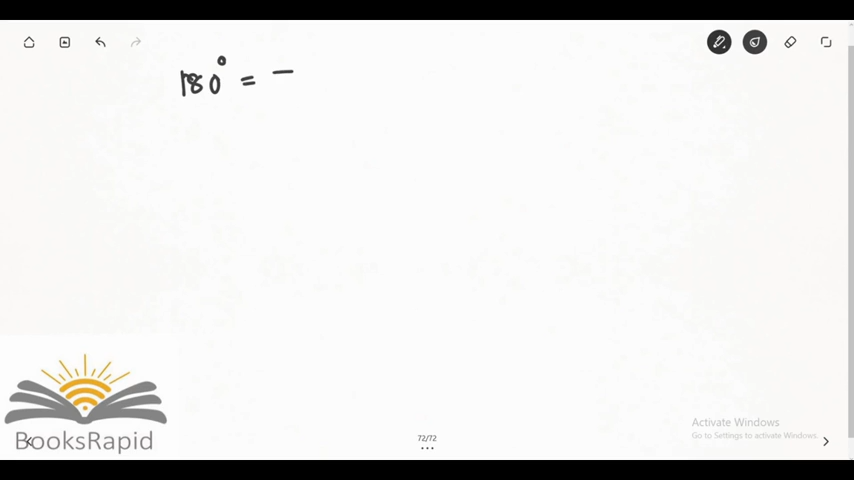 180° = —
BooksRapid
72/72
Activate Windows
Go to Settings to activate Windows.